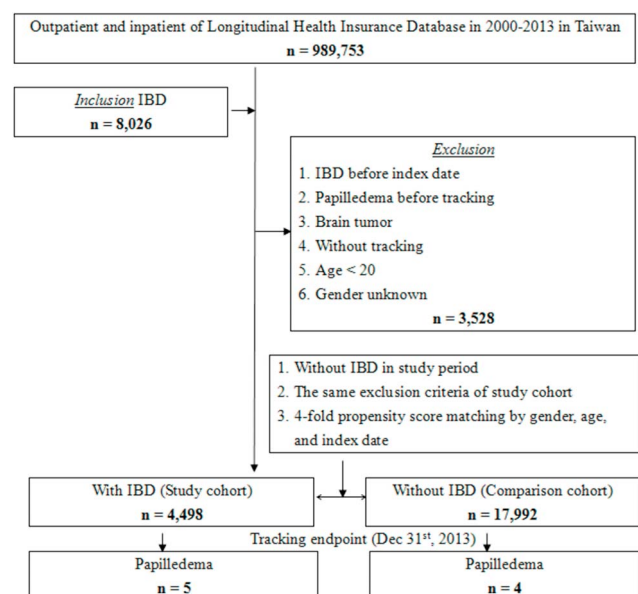 Outpatient and inpatient of Longitudinal Health Insurance Database in 2000-2013 in Taiwan
n = 989,753
Inclusion IBD
n = 8,026
Exclusion
1. IBD before index date
2. Papilledema before tracking
3. Brain tumor
4. Without tracking
5. Age < 20
6. Gender unknown
n = 3,528
1. Without IBD in study period
2. The same exclusion criteria of study cohort
3. 4-fold propensity score matching by gender, age,
and index date
With IBD (Study cohort)
n = 4,498
Without IBD (Comparison cohort)
n = 17,992
Tracking endpoint (Dec 31st, 2013)
Papilledema
n = 5
Papilledema
n = 4